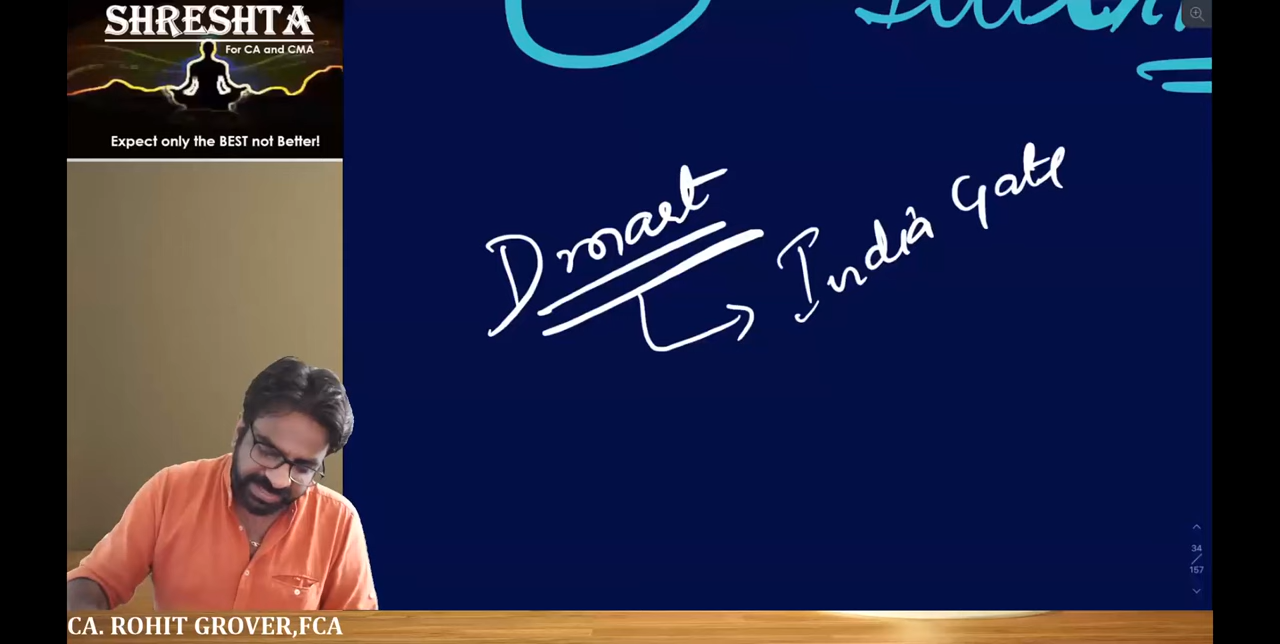 SHRESHTA
For CA and CMA
Expect only the BEST not Better!
Dmart
India Gate
34
/
157
CA. ROHIT GROVER,FCA